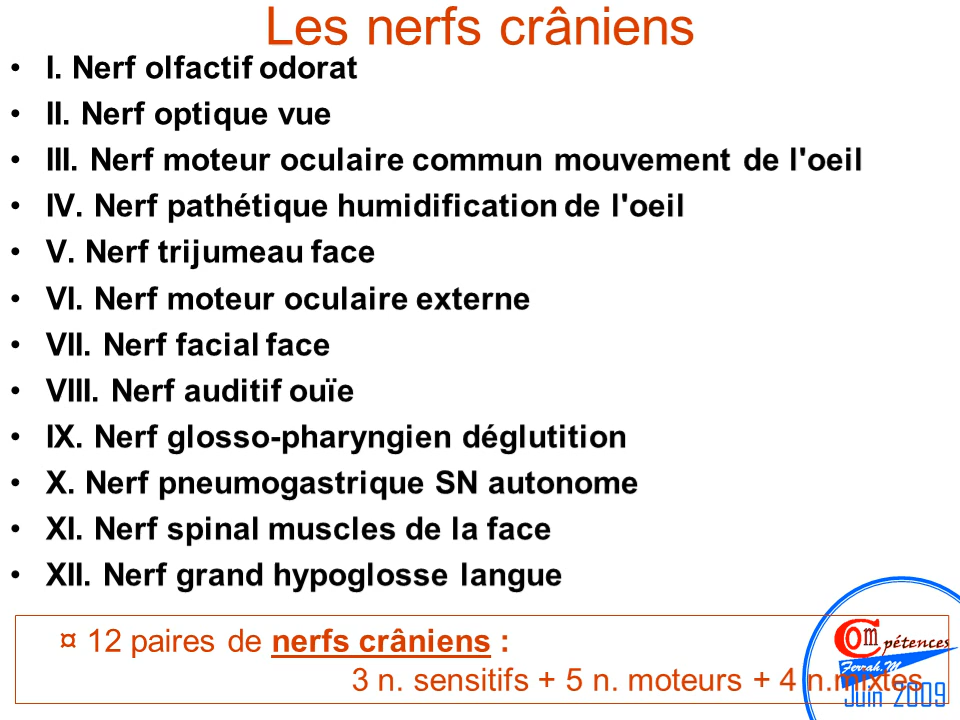 Les nerfs crâniens
• I. Nerf olfactif odorat
• II. Nerf optique vue
• III. Nerf moteur oculaire commun mouvement de l'oeil
• IV. Nerf pathétique humidification de l'oeil
• V. Nerf trijumeau face
• VI. Nerf moteur oculaire externe
• VII. Nerf facial face
• VIII. Nerf auditif ouïe
• IX. Nerf glosso-pharyngien déglutition
• X. Nerf pneumogastrique SN autonome
• XI. Nerf spinal muscles de la face
• XII. Nerf grand hypoglosse langue
¤ 12 paires de nerfs crâniens :
3 n. sensitifs + 5 n. moteurs + 4 n.mixtes
Compétences
Ferrah.M
Juin 2009